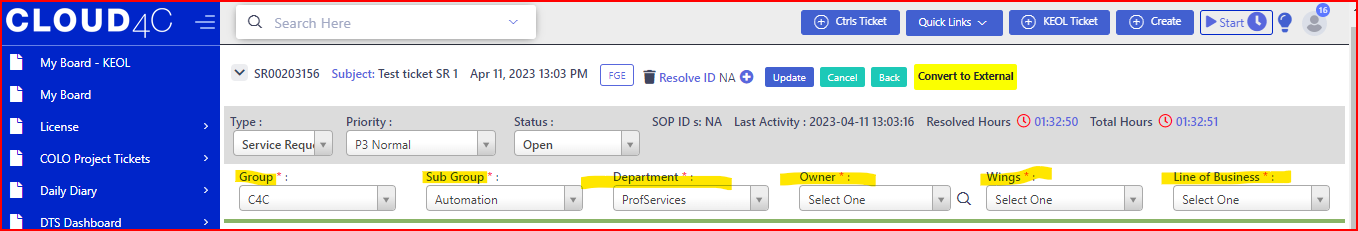 CLOUD4C
Search Here
Ctrls Ticket
Quick Links
KEOL Ticket
Create
Start
16
My Board - KEOL
My Board
License
COLO Project Tickets
Daily Diary
DTS Dashboard
SR00203156 Subject: Test ticket SR 1 Apr 11, 2023 13:03 PM FGE Resolve ID NA Update Cancel Back Convert to External
Type : Priority : Status : SOP ID s: NA Last Activity : 2023-04-11 13:03:16 Resolved Hours 01:32:50 Total Hours 01:32:51
Service Requ P3 Normal Open
Group * : Sub Group * : Department * : Owner * : Wings * : Line of Business * :
C4C Automation ProfServices Select One Select One Select One